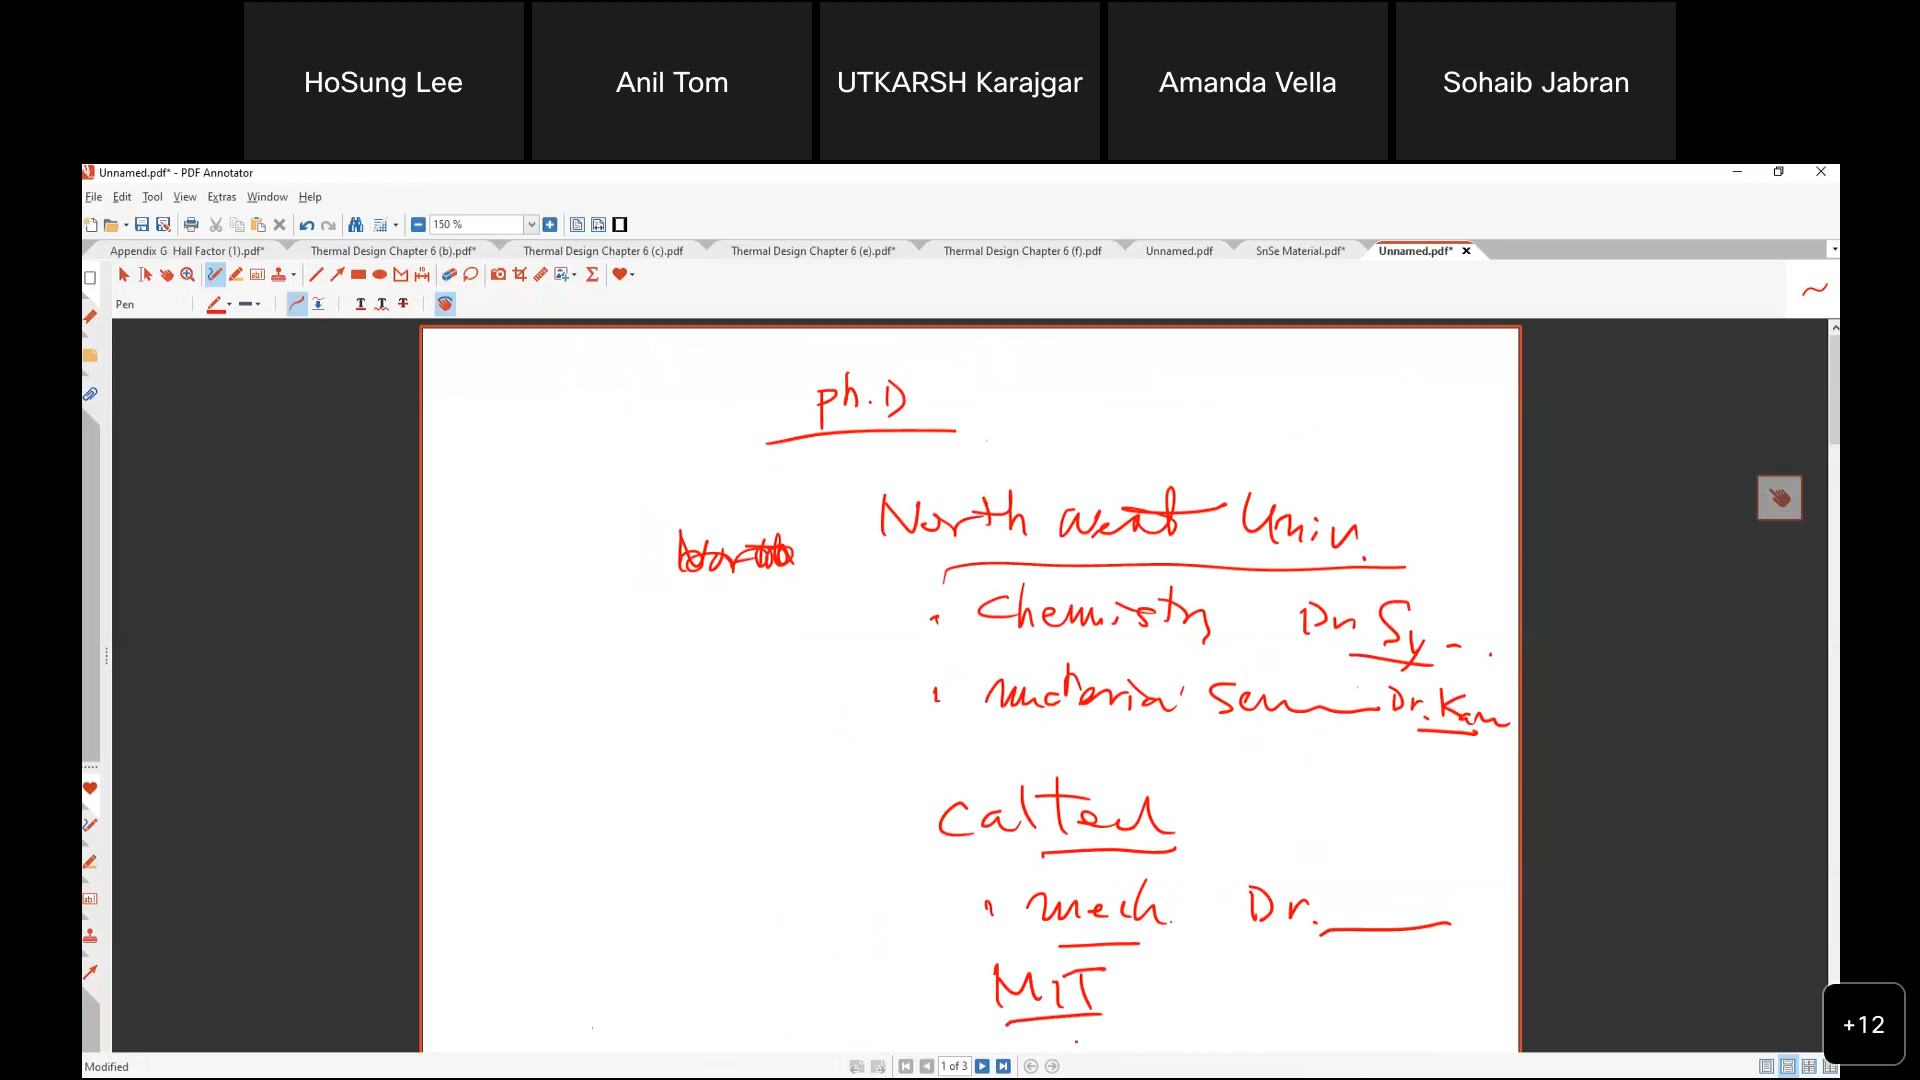 HoSung Lee
Anil Tom
UTKARSH Karajgar
Amanda Vella
Sohaib Jabran
Unnamed.pdf* - PDF Annotator
File Edit Tool View Extras Window Help
150 %
Appendix G Hall Factor (1).pdf*
Thermal Design Chapter 6 (b).pdf*
Thermal Design Chapter 6 (c).pdf
Thermal Design Chapter 6 (e).pdf*
Thermal Design Chapter 6 (f).pdf
Unnamed.pdf
SnSe Material.pdf*
Unnamed.pdf*
Pen
ph.D
North west Univ.
. Chemistry Dr Sy - .
. material Dr. Kan
Caltech
. mech. Dr.
MIT
+12
Modified
1 of 3